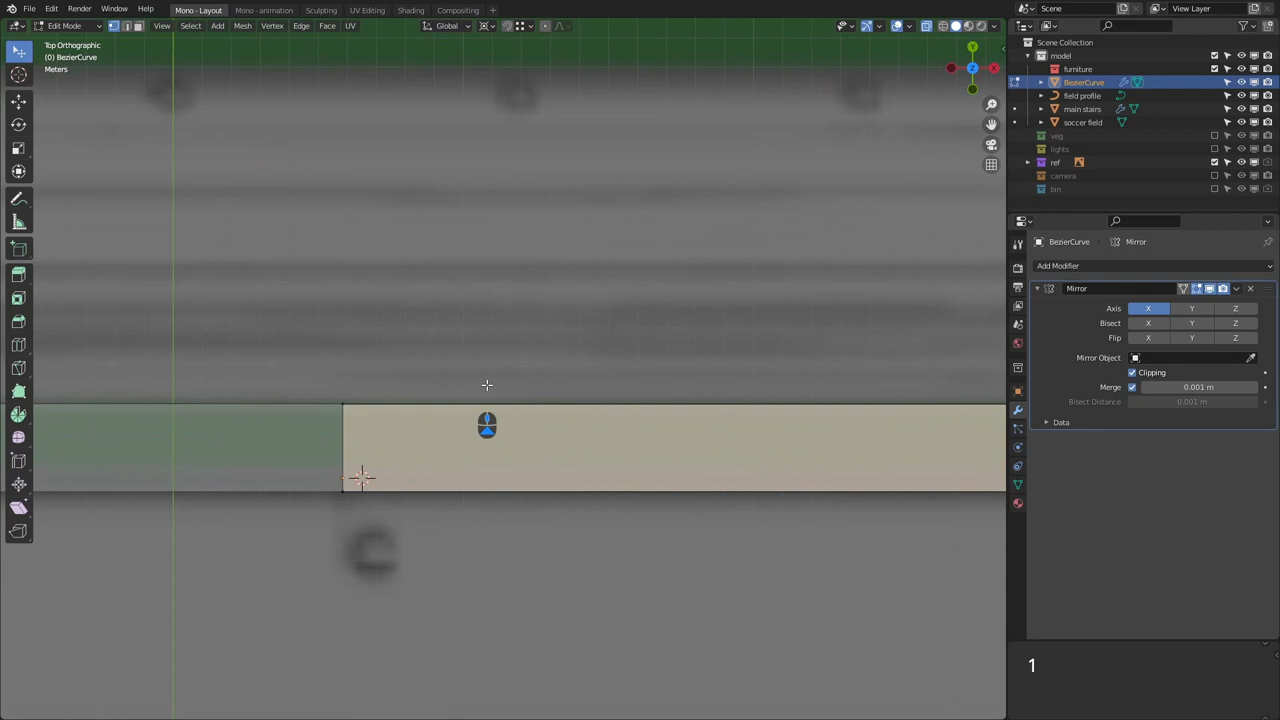 File Edit Render Window Help Mono - Layout Mono - animation Sculpting UV Editing Shading Compositing Scene View Layer
Edit Mode View Select Add Mesh Vertex Edge Face UV Global
Top Orthographic
(0) BezierCurve
Meters
Y
Z
X
Scene Collection
model
furniture
BezierCurve
field profile
main stairs
soccer field
veg
lights
ref
camera
bin
BezierCurve Mirror
Add Modifier
Mirror
Axis X Y Z
Bisect X Y Z
Flip X Y Z
Mirror Object
Clipping
Merge 0.001 m
Bisect Distance 0.001 m
Data
1